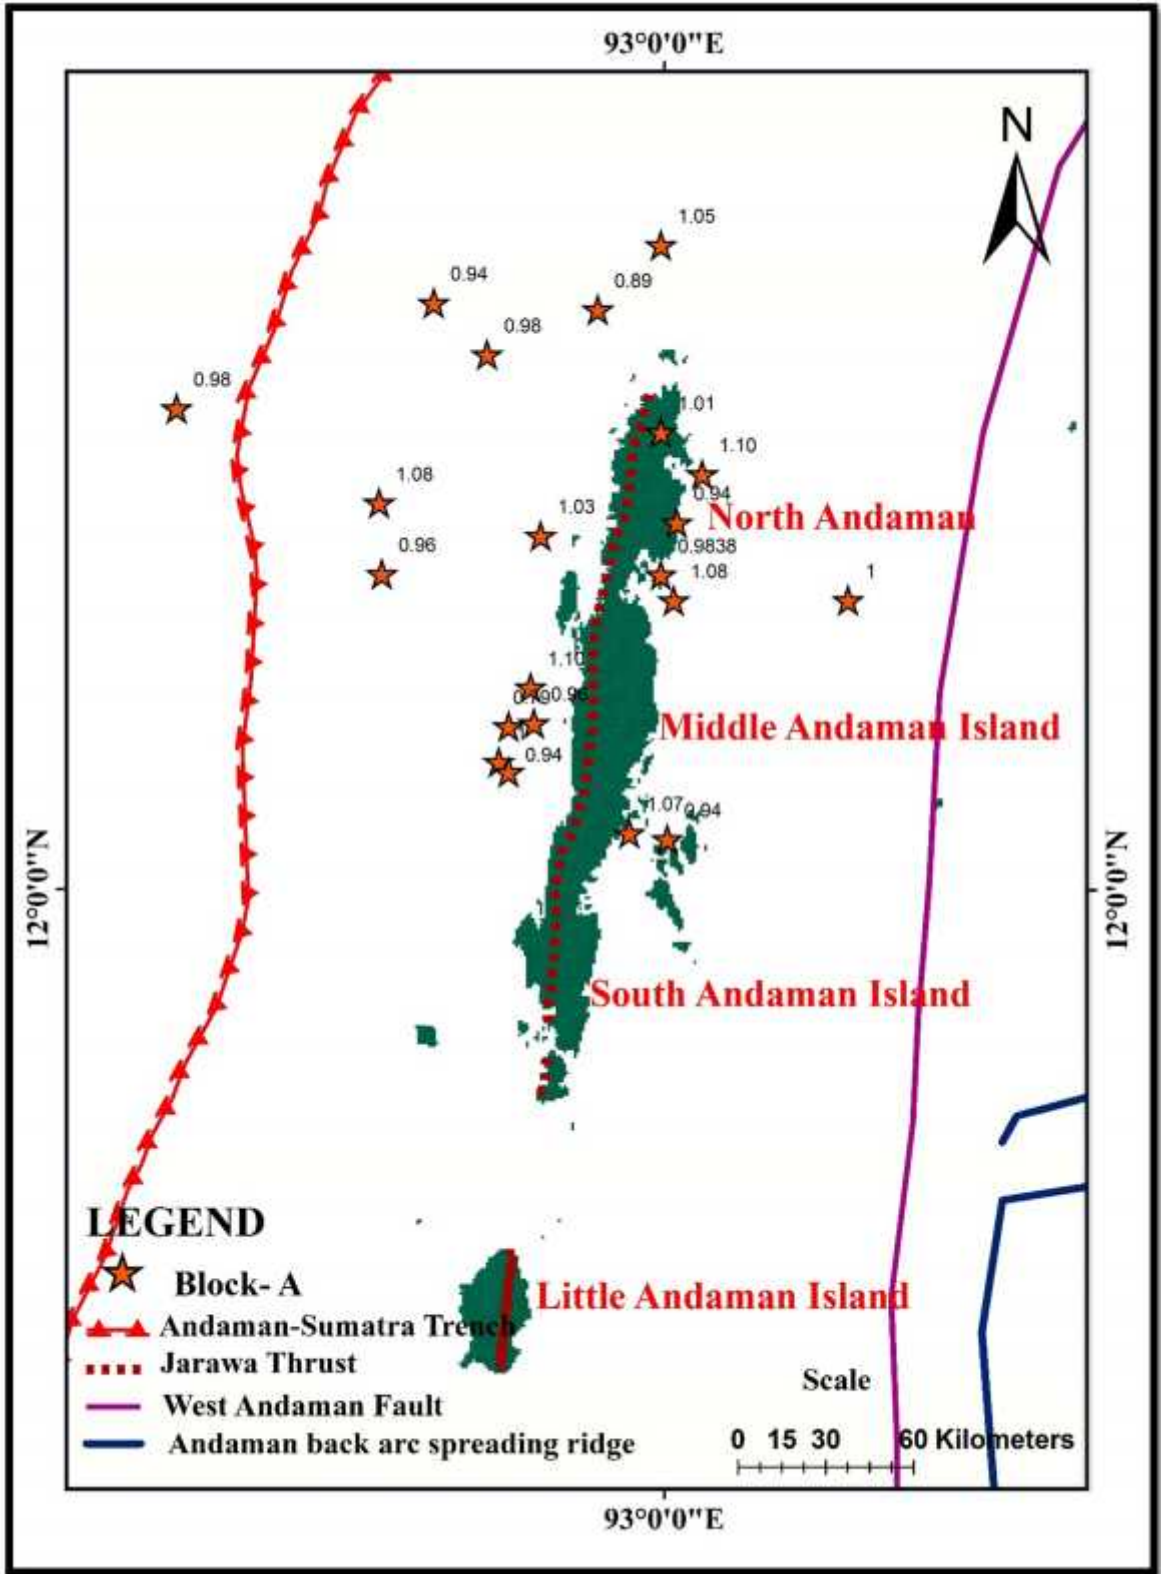 93°0'0"E
N
1.05
0.94
0.89
0.98
0.98
1.01
1.10
1.08
0.94
1.03
North Andaman
0.96
0.9838
1.08
1
1.10
0.96
Middle Andaman Island
0.94
1.07
0.94
12°0'0"N
12°0'0"N
South Andaman Island
LEGEND
Block- A
Little Andaman Island
Andaman-Sumatra Trench
Jarawa Thrust
Scale
West Andaman Fault
Andaman back arc spreading ridge
0 15 30 60 Kilometers
93°0'0"E